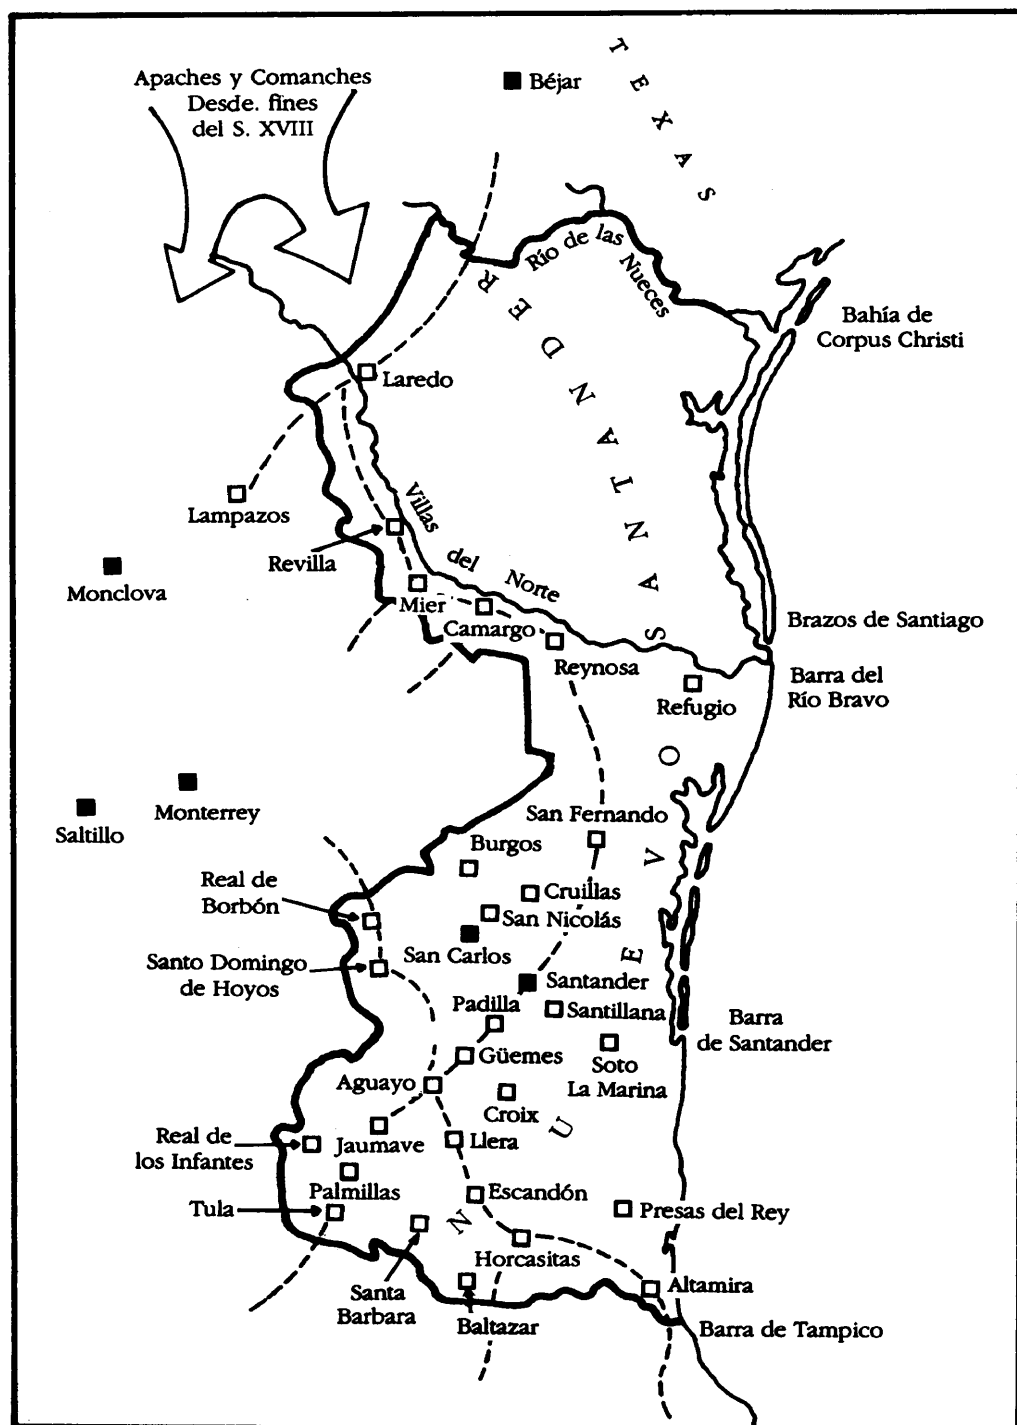 Apaches y Comanches
Desde. fines
del S. XVIII
Béjar
TEXAS
Río de las
Nueces
Bahía de
Corpus Christi
Laredo
Lampazos
Villas
del
Norte
Revilla
Monclova
Mier
Camargo
Reynosa
Brazos de Santiago
Barra del
Río Bravo
Refugio
NUEVO SANTANDER
Monterrey
Saltillo
San Fernando
Burgos
Real de
Borbón
Cruillas
San Nicolás
San Carlos
Santo Domingo
de Hoyos
Santander
Padilla
Santillana
Barra
de Santander
Güemes
Soto
La Marina
Aguayo
Croix
Real de
los Infantes
Jaumave
Llera
Palmillas
Tula
Escandón
Presas del Rey
Horcasitas
Santa
Barbara
Baltazar
Altamira
Barra de Tampico